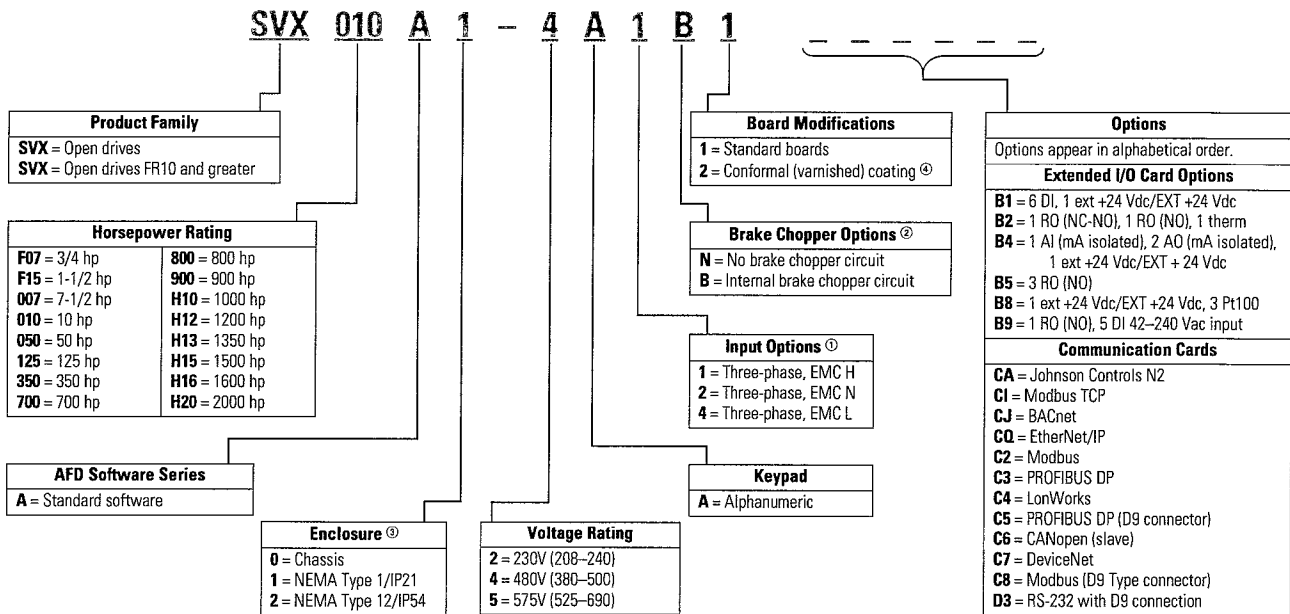 SVX 010 A 1 - 4 A 1 B 1 _ _ _ _ _ _
Product Family
SVX = Open drives
SVX = Open drives FR10 and greater
Horsepower Rating
F07 = 3/4 hp
F15 = 1-1/2 hp
007 = 7-1/2 hp
010 = 10 hp
050 = 50 hp
125 = 125 hp
350 = 350 hp
700 = 700 hp
800 = 800 hp
900 = 900 hp
H10 = 1000 hp
H12 = 1200 hp
H13 = 1350 hp
H15 = 1500 hp
H16 = 1600 hp
H20 = 2000 hp
AFD Software Series
A = Standard software
Enclosure ③
0 = Chassis
1 = NEMA Type 1/IP21
2 = NEMA Type 12/IP54
Voltage Rating
2 = 230V (208–240)
4 = 480V (380–500)
5 = 575V (525–690)
Keypad
A = Alphanumeric
Input Options ①
1 = Three-phase, EMC H
2 = Three-phase, EMC N
4 = Three-phase, EMC L
Brake Chopper Options ②
N = No brake chopper circuit
B = Internal brake chopper circuit
Board Modifications
1 = Standard boards
2 = Conformal (varnished) coating ④
Options
Options appear in alphabetical order.
Extended I/O Card Options
B1 = 6 DI, 1 ext +24 Vdc/EXT +24 Vdc
B2 = 1 RO (NC-NO), 1 RO (NO), 1 therm
B4 = 1 AI (mA isolated), 2 AO (mA isolated),
1 ext +24 Vdc/EXT + 24 Vdc
B5 = 3 RO (NO)
B8 = 1 ext +24 Vdc/EXT +24 Vdc, 3 Pt100
B9 = 1 RO (NO), 5 DI 42–240 Vac input
Communication Cards
CA = Johnson Controls N2
CI = Modbus TCP
CJ = BACnet
CQ = EtherNet/IP
C2 = Modbus
C3 = PROFIBUS DP
C4 = LonWorks
C5 = PROFIBUS DP (D9 connector)
C6 = CANopen (slave)
C7 = DeviceNet
C8 = Modbus (D9 Type connector)
D3 = RS-232 with D9 connection